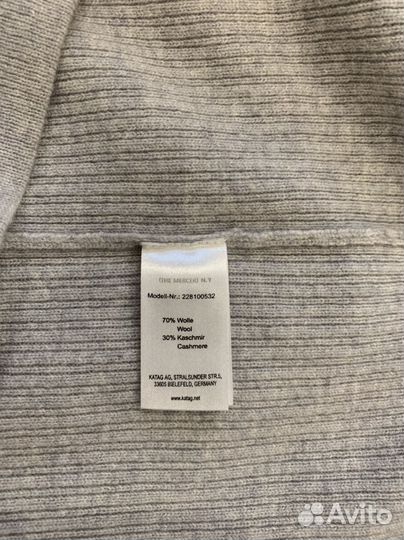 (THE MERCER) N.Y
Modell-Nr.: 228100532
70% Wolle
Wool
30% Kaschmir
Cashmere
KATAG AG, STRALSUNDER STR.5,
33605 BIELEFELD, GERMANY
www.katag.net
Avito